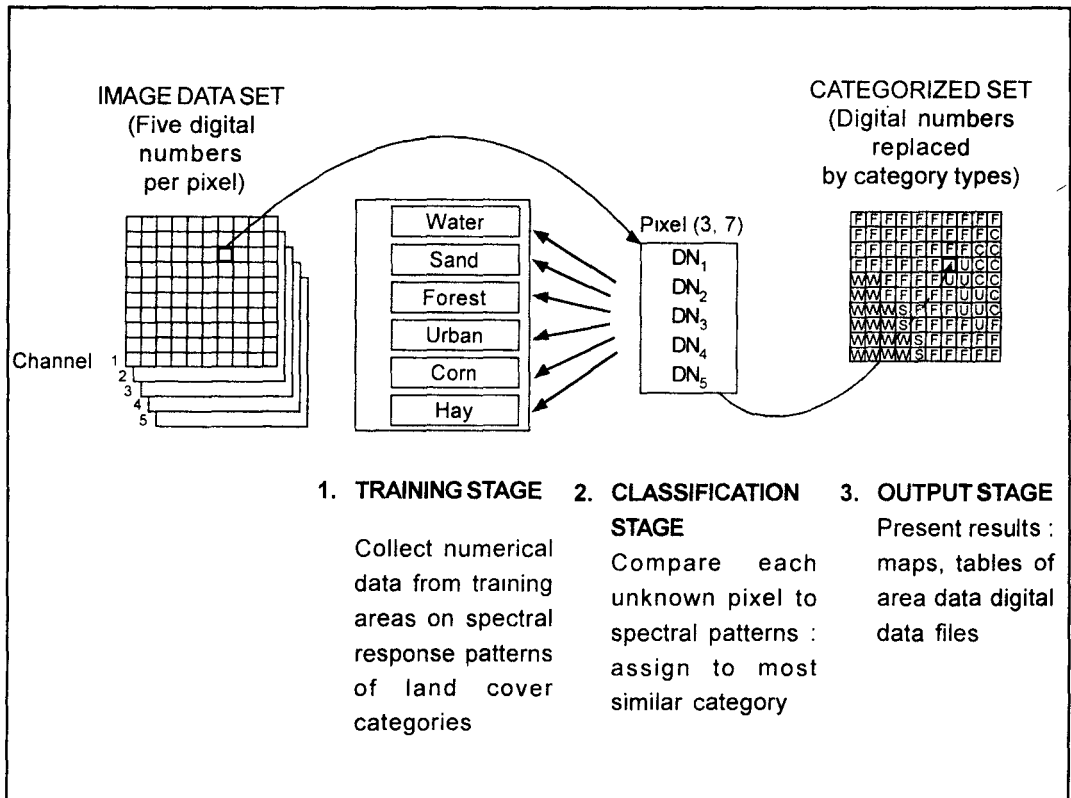 IMAGE DATA SET
(Five digital
numbers
per pixel)
CATEGORIZED SET
(Digital numbers
replaced
by category types)
Channel 1
2
3
4
5
Water
Sand
Forest
Urban
Corn
Hay
Pixel (3, 7)
DN1
DN2
DN3
DN4
DN5
F F F F F F F F F F
F F F F F F F F F C
F F F F F F F F C C
F F F F F F U U C C
W W F F F F U U C C
W W F F F F F U U C
W W W S F F F U U C
W W W S F F F F U F
W W W W S F F F F F
W W W W S F F F F F
1. TRAINING STAGE
Collect numerical
data from training
areas on spectral
response patterns
of land cover
categories
2. CLASSIFICATION
STAGE
Compare each
unknown pixel to
spectral patterns :
assign to most
similar category
3. OUTPUT STAGE
Present results :
maps, tables of
area data digital
data files